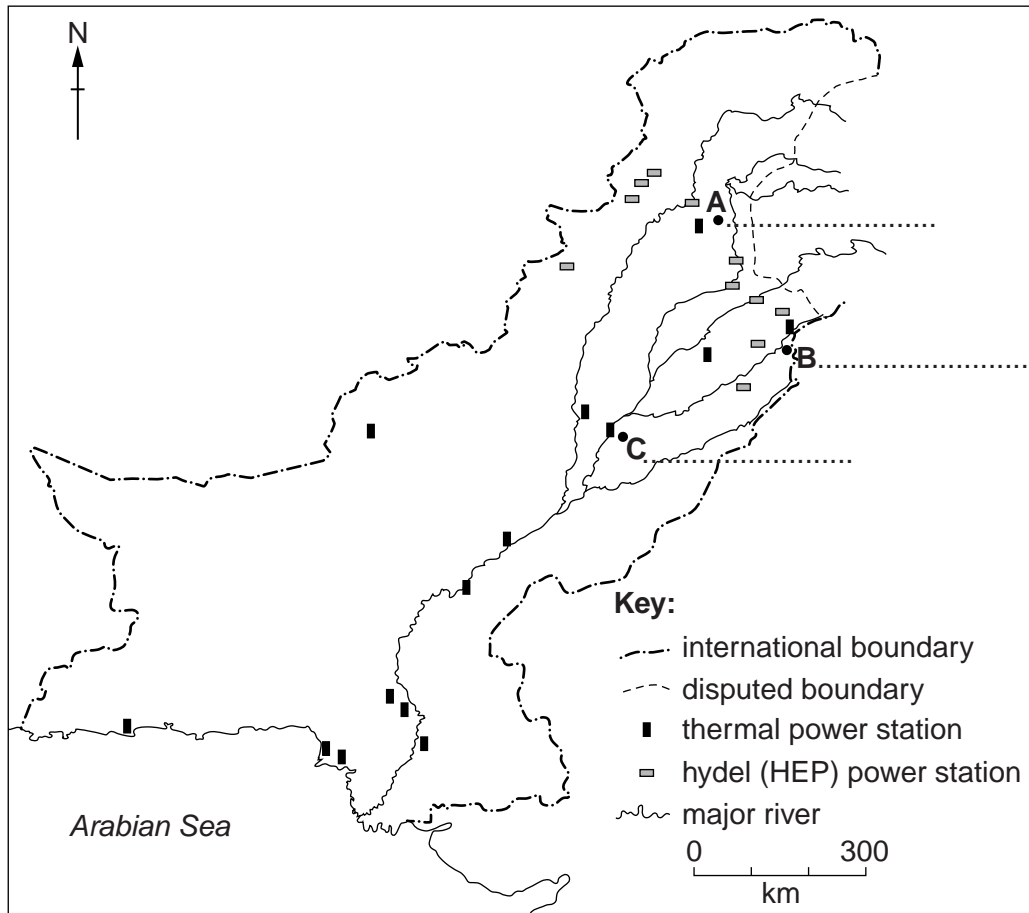 N
A
B
C
Key:
international boundary
disputed boundary
thermal power station
hydel (HEP) power station
major river
Arabian Sea
0 300
km